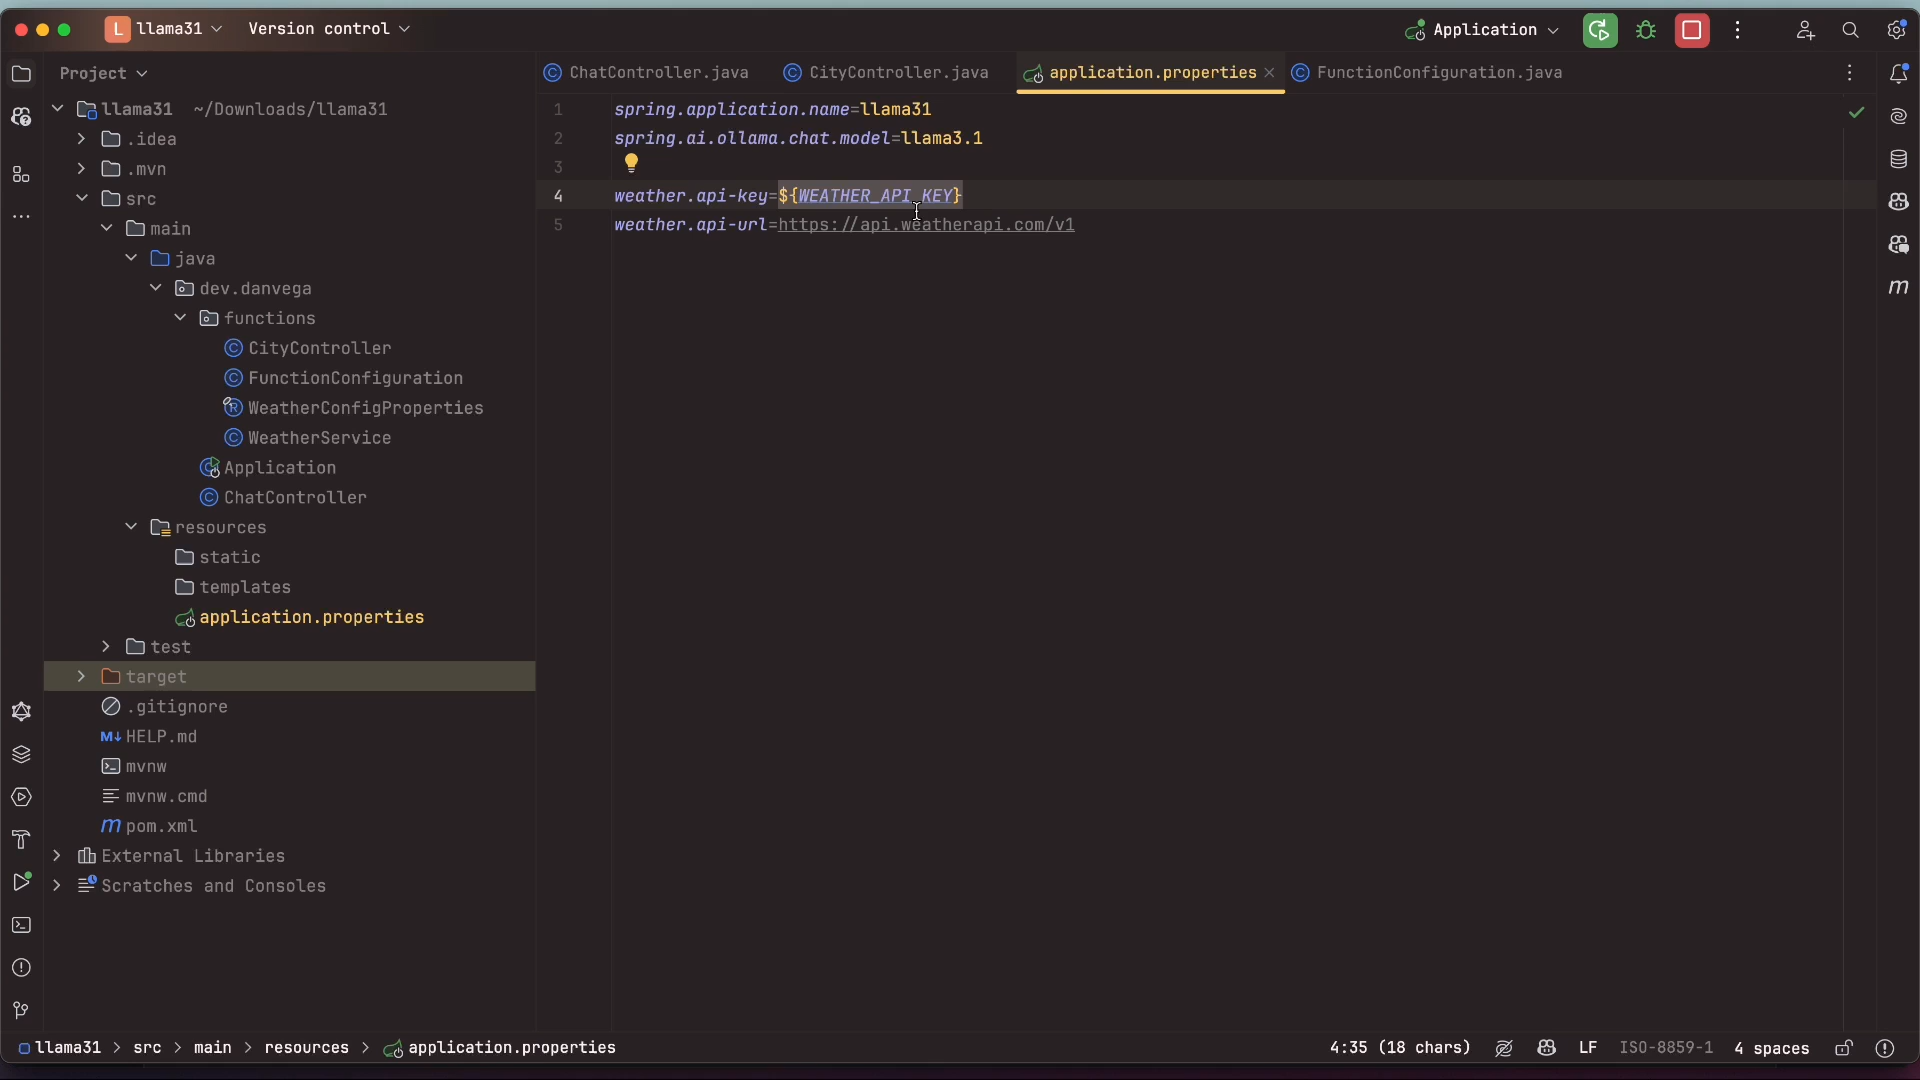 L llama31
Version control
Application
Project
ChatController.java
CityController.java
application.properties
FunctionConfiguration.java
llama31 ~/Downloads/llama31
.idea
.mvn
src
main
java
dev.danvega
functions
CityController
FunctionConfiguration
WeatherConfigProperties
WeatherService
Application
ChatController
resources
static
templates
application.properties
test
target
.gitignore
HELP.md
mvnw
mvnw.cmd
pom.xml
External Libraries
Scratches and Consoles
1 spring.application.name=llama31
2 spring.ai.ollama.chat.model=llama3.1
3
4 weather.api-key=${WEATHER_API_KEY}
5 weather.api-url=https://api.weatherapi.com/v1
llama31 > src > main > resources > application.properties
4:35 (18 chars) LF ISO-8859-1 4 spaces